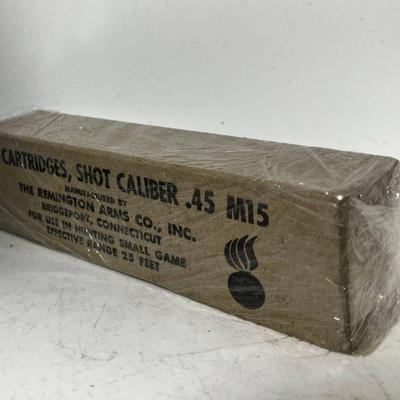 CARTRIDGES, SHOT CALIBER .45 M15
MANUFACTURED BY
THE REMINGTON ARMS CO., INC.
BRIDGEPORT, CONNECTICUT
FOR USE IN HUNTING SMALL GAME
EFFECTIVE RANGE 25 FEET